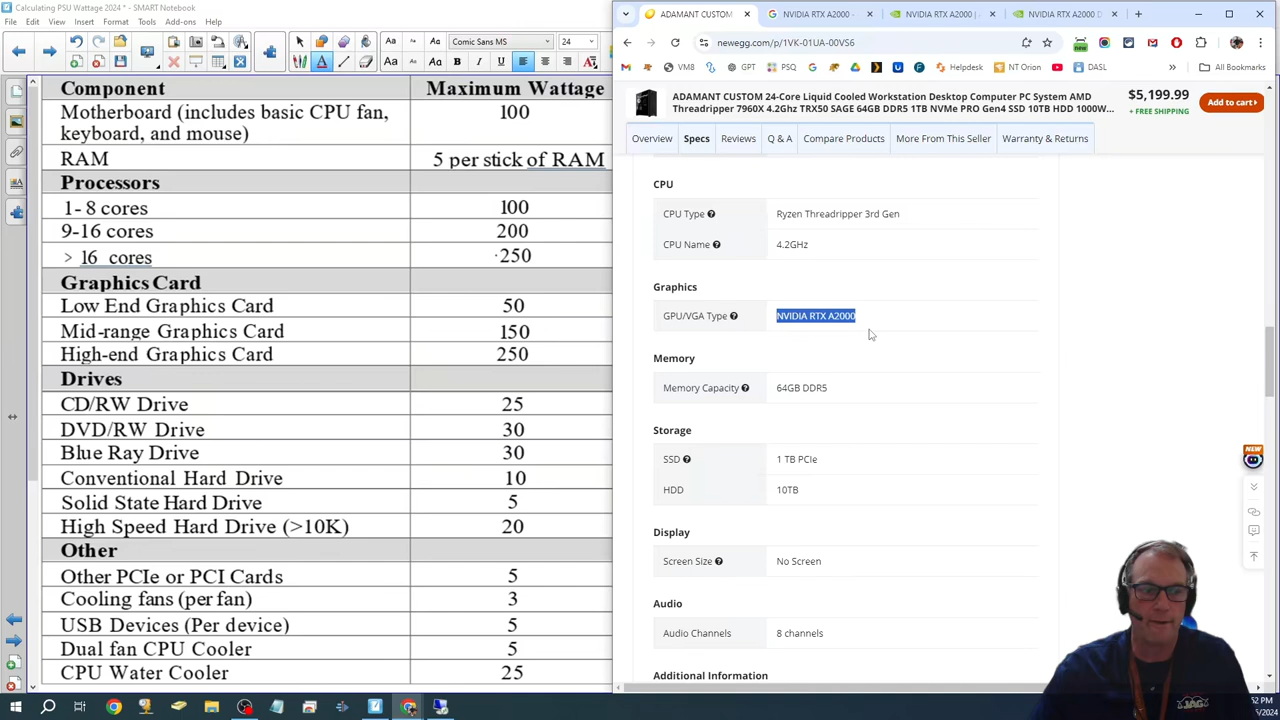 Calculating PSU Wattage 2024 * - SMART Notebook
File Edit View Insert Format Tools Add-ons Help
Comic Sans MS
24
Component Maximum Wattage
Motherboard (includes basic CPU fan, 100
keyboard, and mouse)
RAM 5 per stick of RAM
Processors
1- 8 cores 100
9-16 cores 200
> 16 cores 250
Graphics Card
Low End Graphics Card 50
Mid-range Graphics Card 150
High-end Graphics Card 250
Drives
CD/RW Drive 25
DVD/RW Drive 30
Blue Ray Drive 30
Conventional Hard Drive 10
Solid State Hard Drive 5
High Speed Hard Drive (>10K) 20
Other
Other PCIe or PCI Cards 5
Cooling fans (per fan) 3
USB Devices (Per device) 5
Dual fan CPU Cooler 5
CPU Water Cooler 25
ADAMANT CUSTOM
NVIDIA RTX A2000 -
NVIDIA RTX A2000 |
NVIDIA RTX A2000 D
newegg.com/p/1VK-01UA-00VS6
VM8 GPT PSQ Helpdesk NT Orion DASL All Bookmarks
ADAMANT CUSTOM 24-Core Liquid Cooled Workstation Desktop Computer PC System AMD
Threadripper 7960X 4.2Ghz TRX50 SAGE 64GB DDR5 1TB NVMe PRO Gen4 SSD 10TB HDD 1000W...
$5,199.99
+ FREE SHIPPING
Add to cart
Overview Specs Reviews Q & A Compare Products More From This Seller Warranty & Returns
CPU
CPU Type Ryzen Threadripper 3rd Gen
CPU Name 4.2GHz
Graphics
GPU/VGA Type NVIDIA RTX A2000
Memory
Memory Capacity 64GB DDR5
Storage
SSD 1 TB PCIe
HDD 10TB
Display
Screen Size No Screen
Audio
Audio Channels 8 channels
Additional Information
NEW
JAG